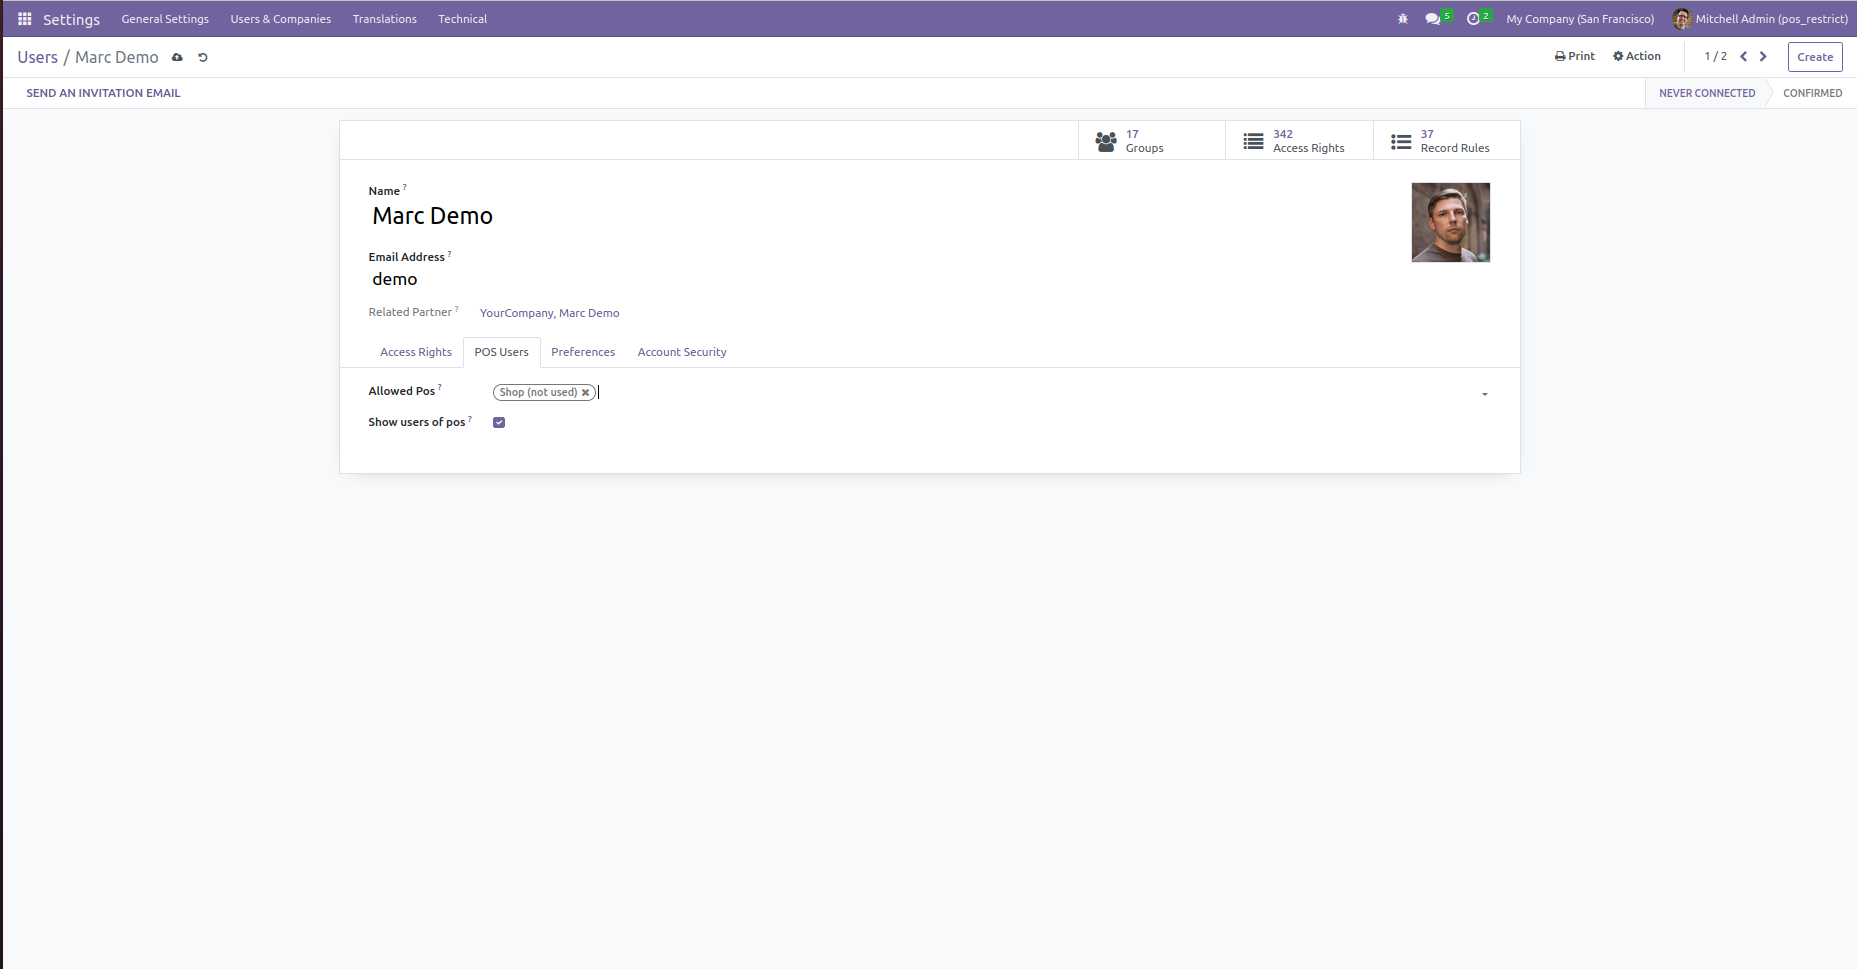 Settings General Settings Users & Companies Translations Technical 5 2 My Company (San Francisco) Mitchell Admin (pos_restrict)
Users / Marc Demo Print Action 1 / 2 Create
SEND AN INVITATION EMAIL NEVER CONNECTED CONFIRMED
17
Groups
342
Access Rights
37
Record Rules
Name ?
Marc Demo
Email Address ?
demo
Related Partner ? YourCompany, Marc Demo
Access Rights POS Users Preferences Account Security
Allowed Pos ? Shop (not used)
Show users of pos ?